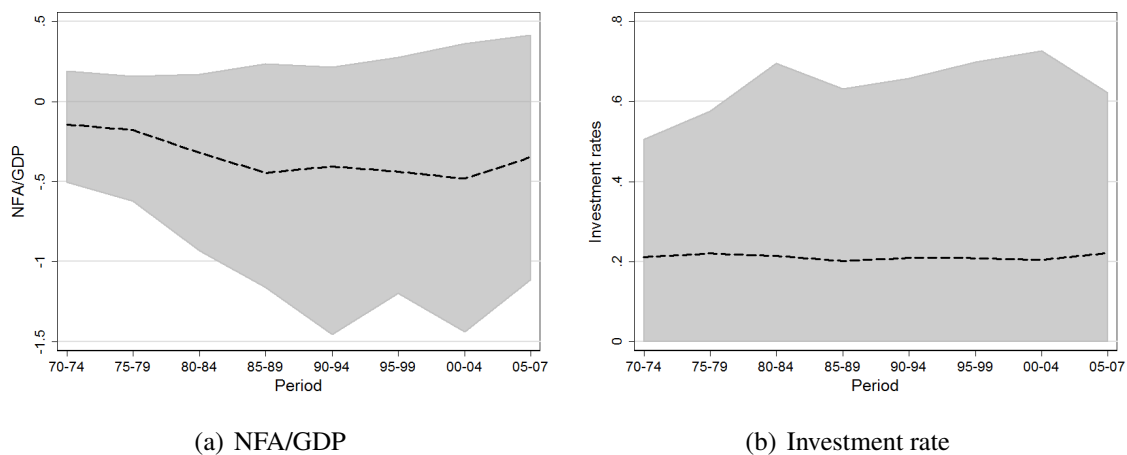 .5
0
-.5
-1
-1.5
NFA/GDP
70-74 75-79 80-84 85-89 90-94 95-99 00-04 05-07
Period
(a) NFA/GDP
.8
.6
.4
.2
0
Investment rates
70-74 75-79 80-84 85-89 90-94 95-99 00-04 05-07
Period
(b) Investment rate